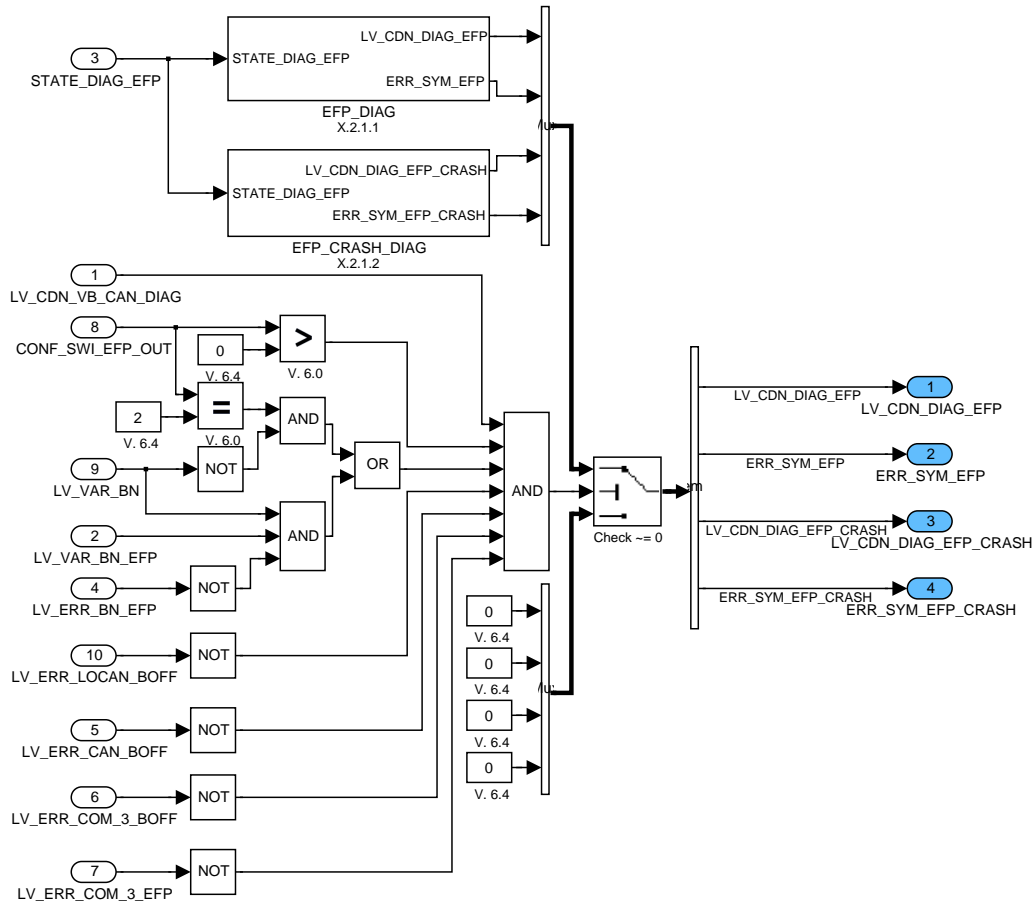 LV_CDN_DIAG_EFP
3
STATE_DIAG_EFP
STATE_DIAG_EFP
ERR_SYM_EFP
EFP_DIAG
X.2.1.1
LV_CDN_DIAG_EFP_CRASH
STATE_DIAG_EFP
ERR_SYM_EFP_CRASH
EFP_CRASH_DIAG
X.2.1.2
1
LV_CDN_VB_CAN_DIAG
8
CONF_SWI_EFP_OUT
0
V. 6.4
>
V. 6.0
2
V. 6.4
=
V. 6.0
AND
NOT
OR
9
LV_VAR_BN
AND
2
LV_VAR_BN_EFP
4
LV_ERR_BN_EFP
NOT
10
LV_ERR_LOCAN_BOFF
NOT
5
LV_ERR_CAN_BOFF
NOT
6
LV_ERR_COM_3_BOFF
NOT
7
LV_ERR_COM_3_EFP
NOT
AND
Check ~= 0
0
V. 6.4
0
V. 6.4
0
V. 6.4
0
V. 6.4
LV_CDN_DIAG_EFP
1
LV_CDN_DIAG_EFP
ERR_SYM_EFP
2
ERR_SYM_EFP
LV_CDN_DIAG_EFP_CRASH
3
LV_CDN_DIAG_EFP_CRASH
ERR_SYM_EFP_CRASH
4
ERR_SYM_EFP_CRASH